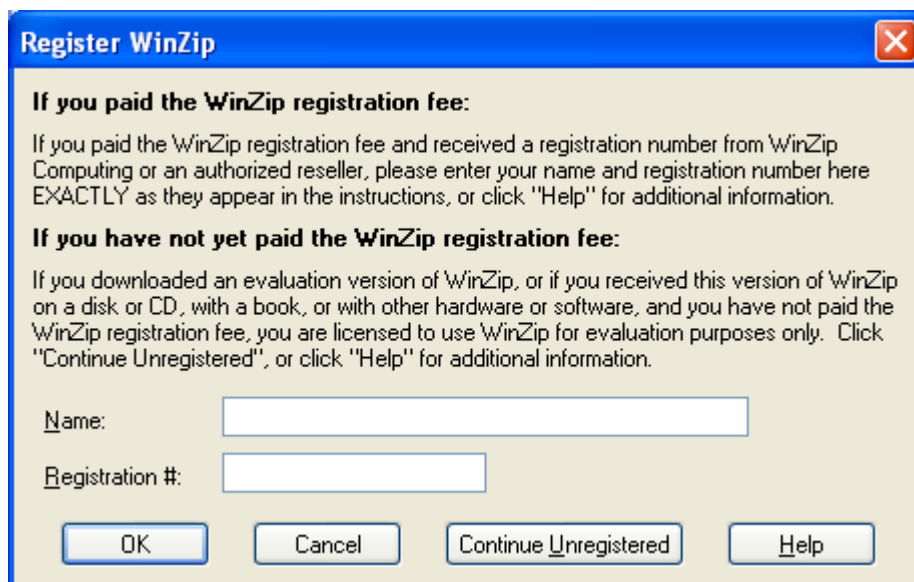 Register WinZip
If you paid the WinZip registration fee:
If you paid the WinZip registration fee and received a registration number from WinZip
Computing or an authorized reseller, please enter your name and registration number here
EXACTLY as they appear in the instructions, or click "Help" for additional information.
If you have not yet paid the WinZip registration fee:
If you downloaded an evaluation version of WinZip, or if you received this version of WinZip
on a disk or CD, with a book, or with other hardware or software, and you have not paid the
WinZip registration fee, you are licensed to use WinZip for evaluation purposes only.  Click
"Continue Unregistered", or click "Help" for additional information.
Name:
Registration #:
OK Cancel Continue Unregistered Help